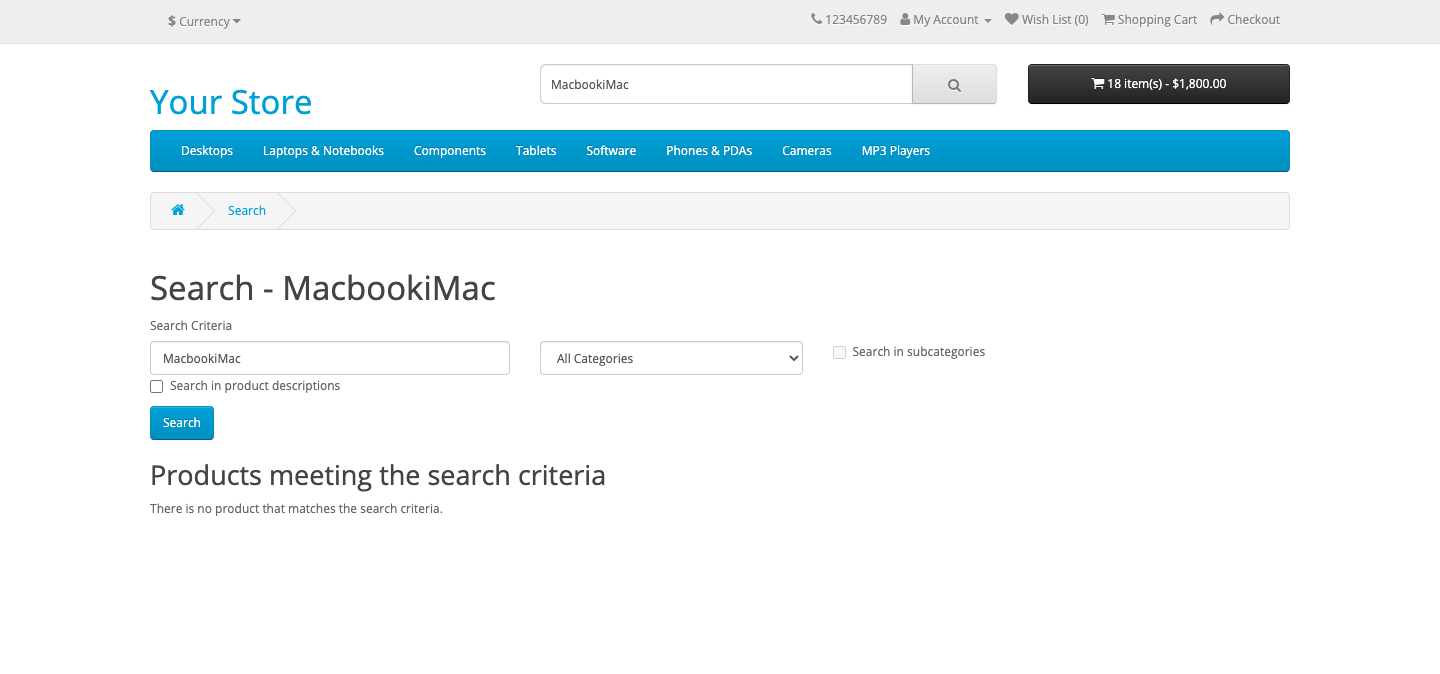 $ Currency
123456789 My Account Wish List (0) Shopping Cart Checkout
Your Store
MacbookiMac
18 item(s) - $1,800.00
Desktops Laptops & Notebooks Components Tablets Software Phones & PDAs Cameras MP3 Players
Search
Search - MacbookiMac
Search Criteria
MacbookiMac
All Categories
Search in subcategories
Search in product descriptions
Search
Products meeting the search criteria
There is no product that matches the search criteria.